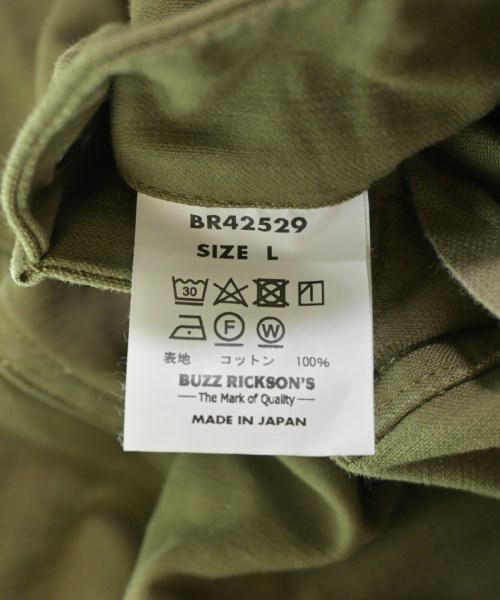 BR42529
SIZE L
30
F W
表地 コットン 100%
BUZZ RICKSON'S
The Mark of Quality
MADE IN JAPAN